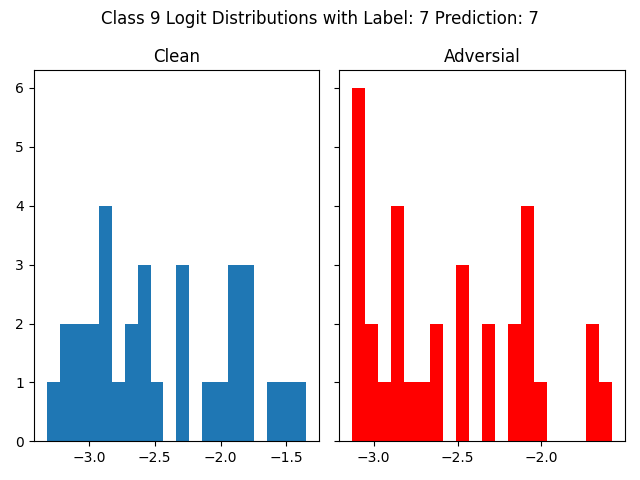 Class 9 Logit Distributions with Label: 7 Prediction: 7
Clean
Adversial
6
5
4
3
2
1
0
−3.0 −2.5 −2.0 −1.5
−3.0 −2.5 −2.0